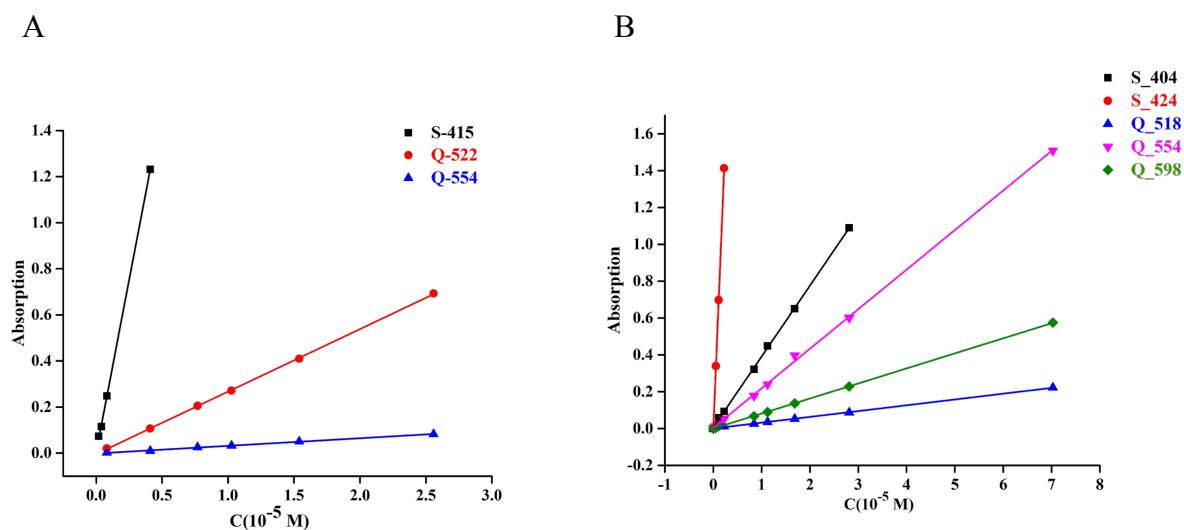 A
S-415
Q-522
Q-554
1.4
1.2
1.0
0.8
0.6
0.4
0.2
0.0
Absorption
0.0 0.5 1.0 1.5 2.0 2.5 3.0
C(10-5 M)
B
S_404
S_424
Q_518
Q_554
Q_598
1.6
1.4
1.2
1.0
0.8
0.6
0.4
0.2
0.0
-0.2
Absorption
-1 0 1 2 3 4 5 6 7 8
C(10-5 M)